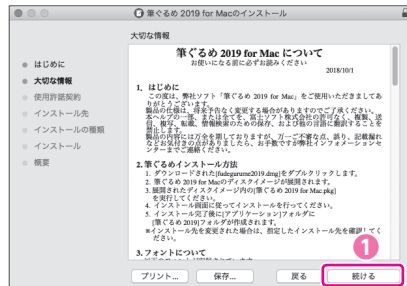 筆ぐるめ 2019 for Macのインストール
大切な情報
はじめに
大切な情報
使用許諾契約
インストール先
インストールの種類
インストール
概要
筆ぐるめ 2019 for Mac について
お使いになる前に必ずお読みください
2018/10/1
1. はじめに
この度は、弊社ソフト「筆ぐるめ 2019 for Mac」をご使用いただきましてあ
りがとうございます。
製品の仕様は、将来予告なく変更する場合がありますのでご了承ください。
本ヘルプの一部、または全てを、富士ソフト株式会社の許可なく、複製、送
信、複写、転載、情報検索のための保存、および他の言語に翻訳することを
禁止します。
製品の内容には万全を期しておりますが、万一ご不審な点、誤り、記載漏れ
などお気付きの点がありましたら、お手数ですが弊社インフォメーションセ
ンターまでご連絡ください。
2. 筆ぐるめインストール方法
1. ダウンロードされた[fudegurume2019.dmg]をダブルクリックします。
2. 筆ぐるめ 2019 for Macのディスクイメージが展開されます。
3. 展開されたディスクイメージ内の[筆ぐるめ 2019 for Mac.pkg]
を実行してください。
4. インストール画面に従ってインストールを行ってください。
5. インストール完了後に[アプリケーション]フォルダに
[筆ぐるめ 2019]フォルダが作成されます。
※インストール先を変更された場合は、指定したインストール先を確認してく
ださい。
3. フォントについて
1
プリント... 保存... 戻る 続ける